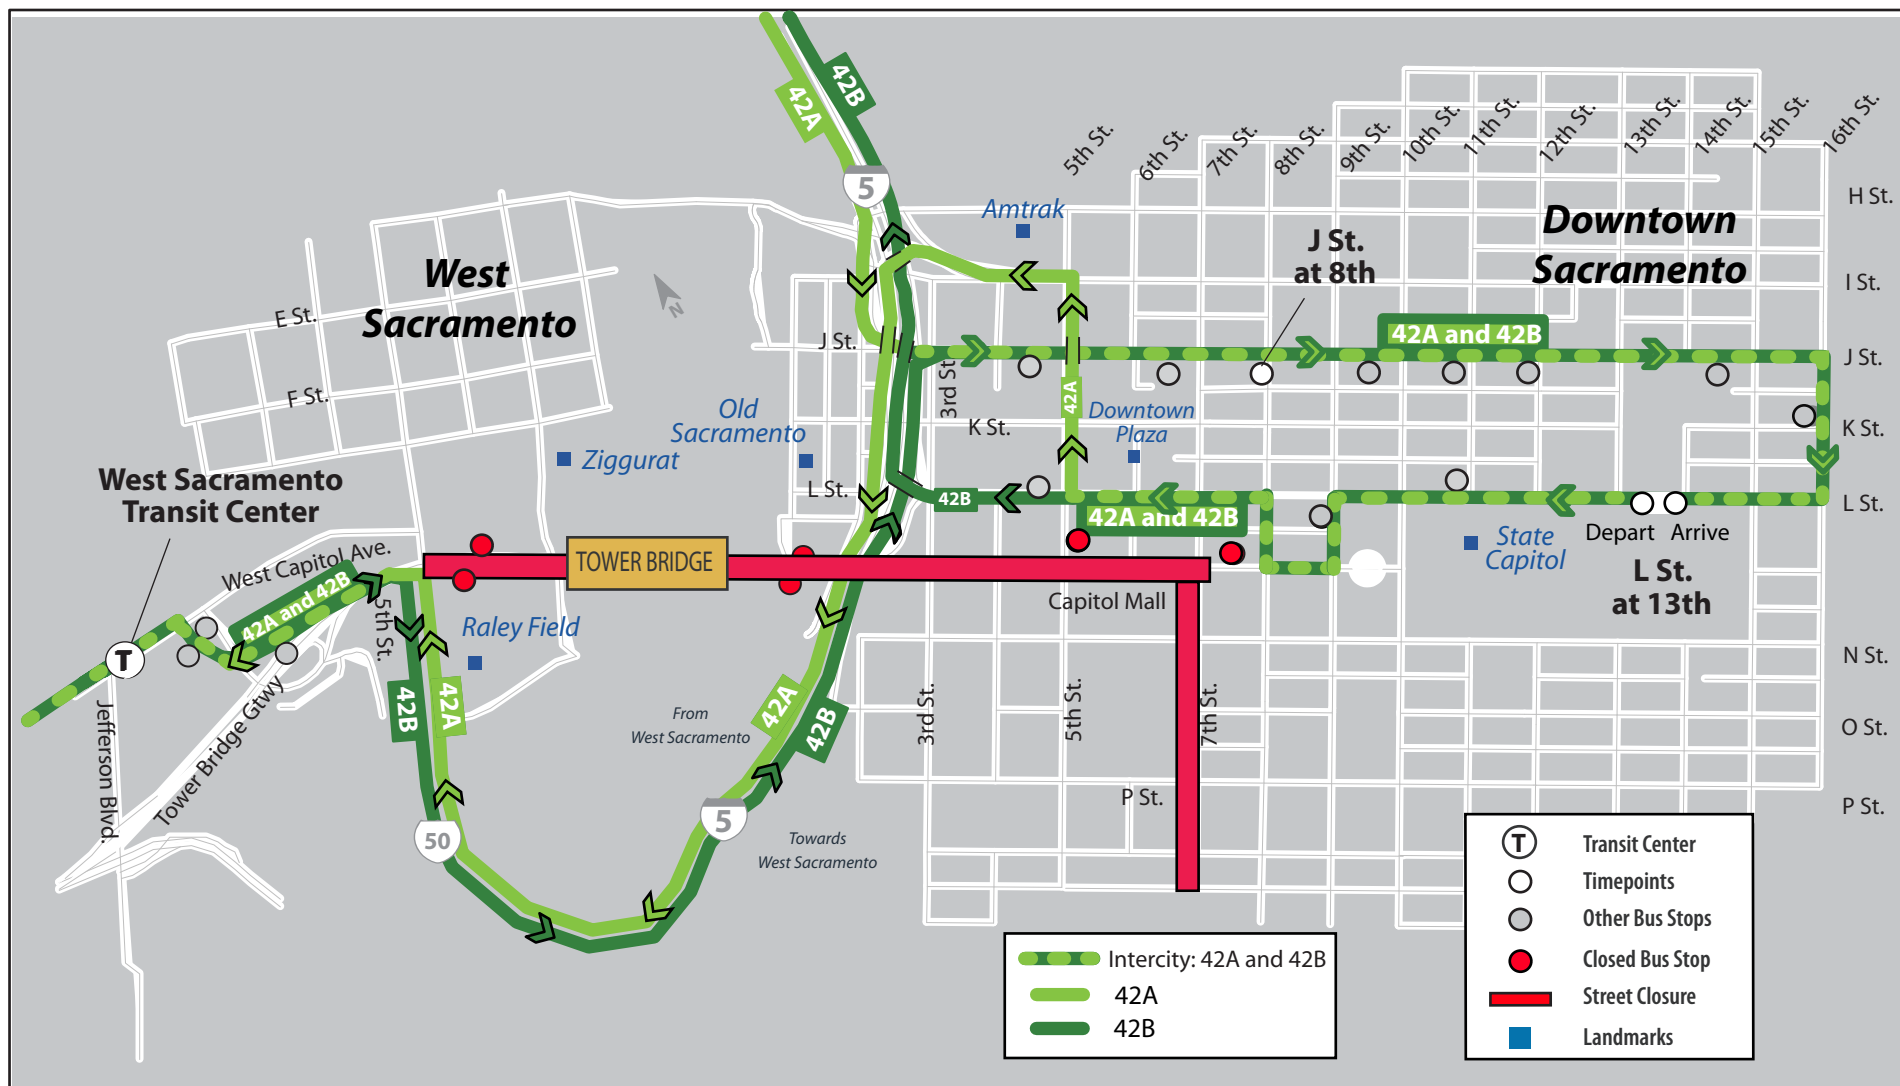 42A
42B
5
5th St.
6th St.
7th St.
8th St.
9th St.
10th St.
11th St.
12th St.
13th St.
14th St.
15th St.
16th St.
H St.
Amtrak
Downtown
Sacramento
J St.
at 8th
West
Sacramento
N
I St.
E St.
42A and 42B
J St.
J St.
3rd St.
F St.
42A
Old
Sacramento
Downtown
Plaza
K St.
K St.
Ziggurat
West Sacramento
Transit Center
L St.
42B
42A and 42B
L St.
Depart
Arrive
State
Capitol
L St.
at 13th
West Capitol Ave.
TOWER BRIDGE
42A and 42B
5th St.
Capitol Mall
Raley Field
T
N St.
Jefferson Blvd.
Tower Bridge Gtwy
42B
42A
From
West Sacramento
42A
42B
3rd St.
5th St.
7th St.
O St.
P St.
P St.
50
5
Towards
West Sacramento
T
Transit Center
Timepoints
Other Bus Stops
Closed Bus Stop
Street Closure
Landmarks
Intercity: 42A and 42B
42A
42B